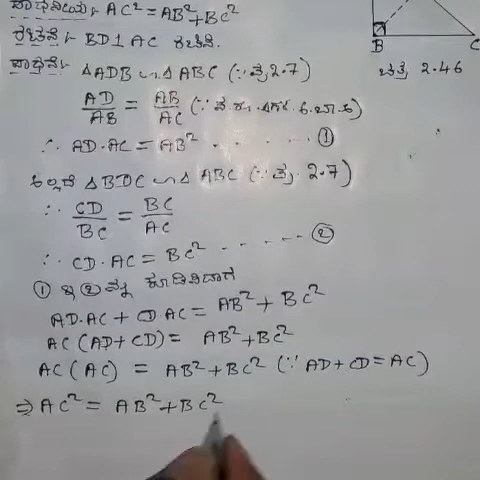 ಸಾಧನೀಯ:- AC² = AB² + BC²
ರಚನೆ:- BD ⊥ AC ಎಳೆಯಿರಿ.
ಸಾಧನೆ:- ΔADB ∽ ΔABC (∵ ಪ್ರ, 2.7)
AD/AB = AB/AC
∴ AD·AC = AB² - - - - - - ①
ಅಲ್ಲದೆ ΔBDC ∽ ΔABC (∵ ಪ್ರ, 2.7)
∴ CD/BC = BC/AC
∴ CD·AC = BC² - - - - - - ②
① & ② ನ್ನು ಕೂಡಿಸಿದಾಗ
AD·AC + CD·AC = AB² + BC²
AC (AD + CD) = AB² + BC²
AC (AC) = AB² + BC² (∵ AD + CD = AC)
⇒ AC² = AB² + BC²
B C
ಚಿತ್ರ 2.46